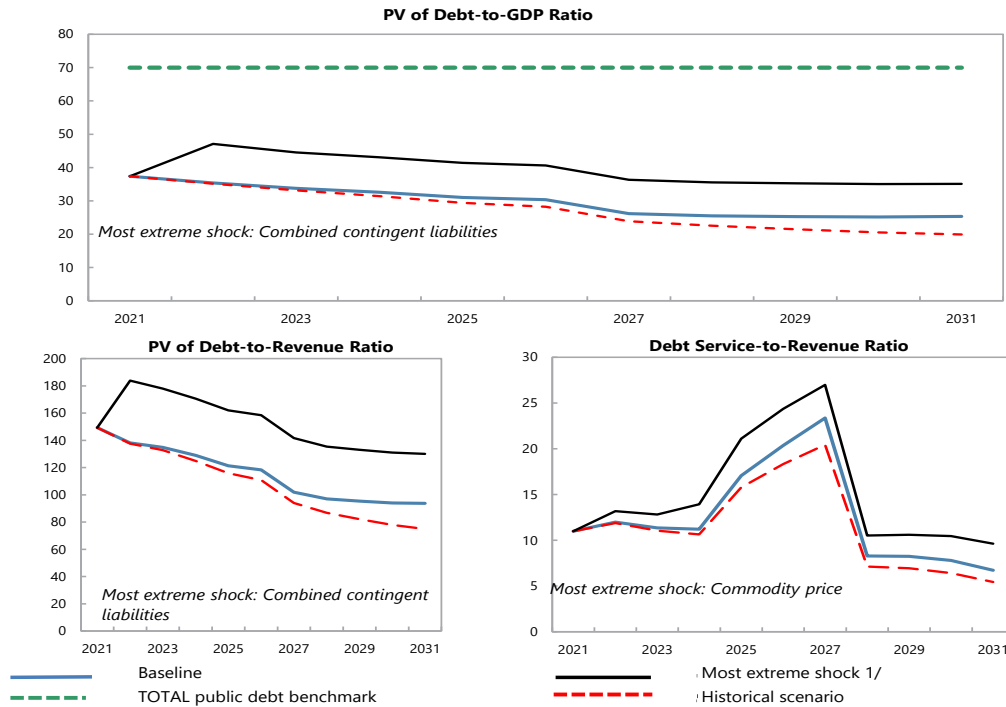 PV of Debt-to-GDP Ratio
80
70
60
50
40
30
20
10
0
Most extreme shock: Combined contingent liabilities
2021 2023 2025 2027 2029 2031
PV of Debt-to-Revenue Ratio
200
180
160
140
120
100
80
60
40
20
0
Most extreme shock: Combined contingent
liabilities
2021 2023 2025 2027 2029 2031
Debt Service-to-Revenue Ratio
30
25
20
15
10
5
0
Most extreme shock: Commodity price
2021 2023 2025 2027 2029 2031
Baseline
TOTAL public debt benchmark
Most extreme shock 1/
Historical scenario